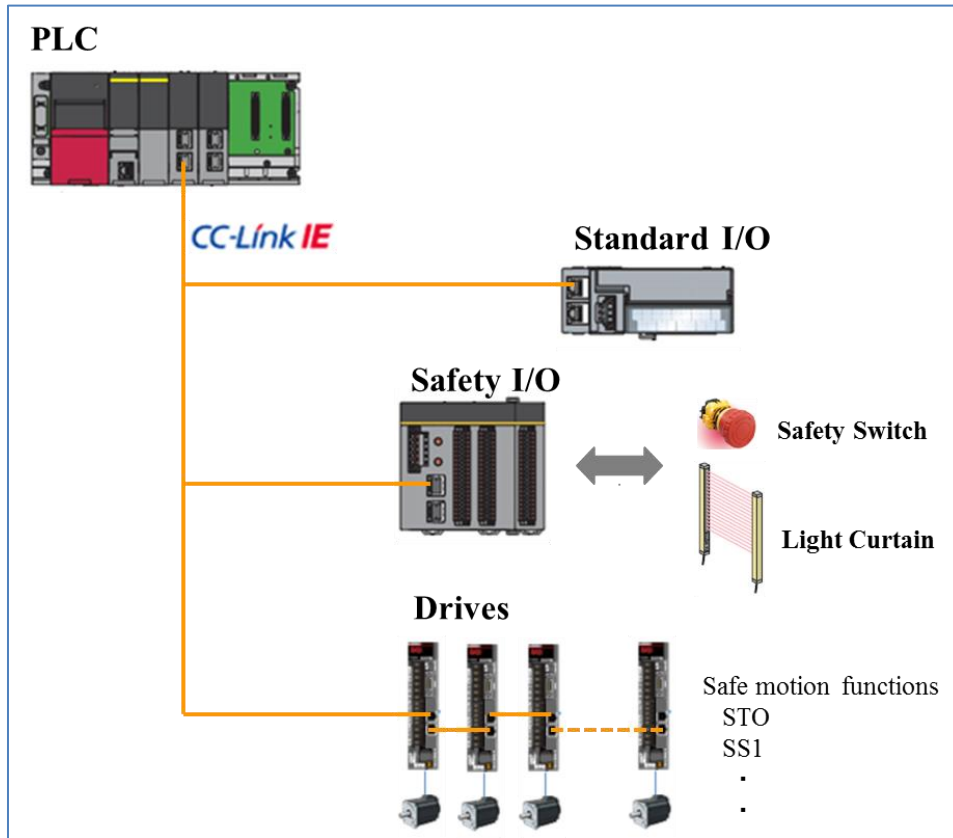 PLC
CC-Link IE
Standard I/O
Safety I/O
Safety Switch
Light Curtain
Drives
Safe motion functions
STO
SS1
.
.